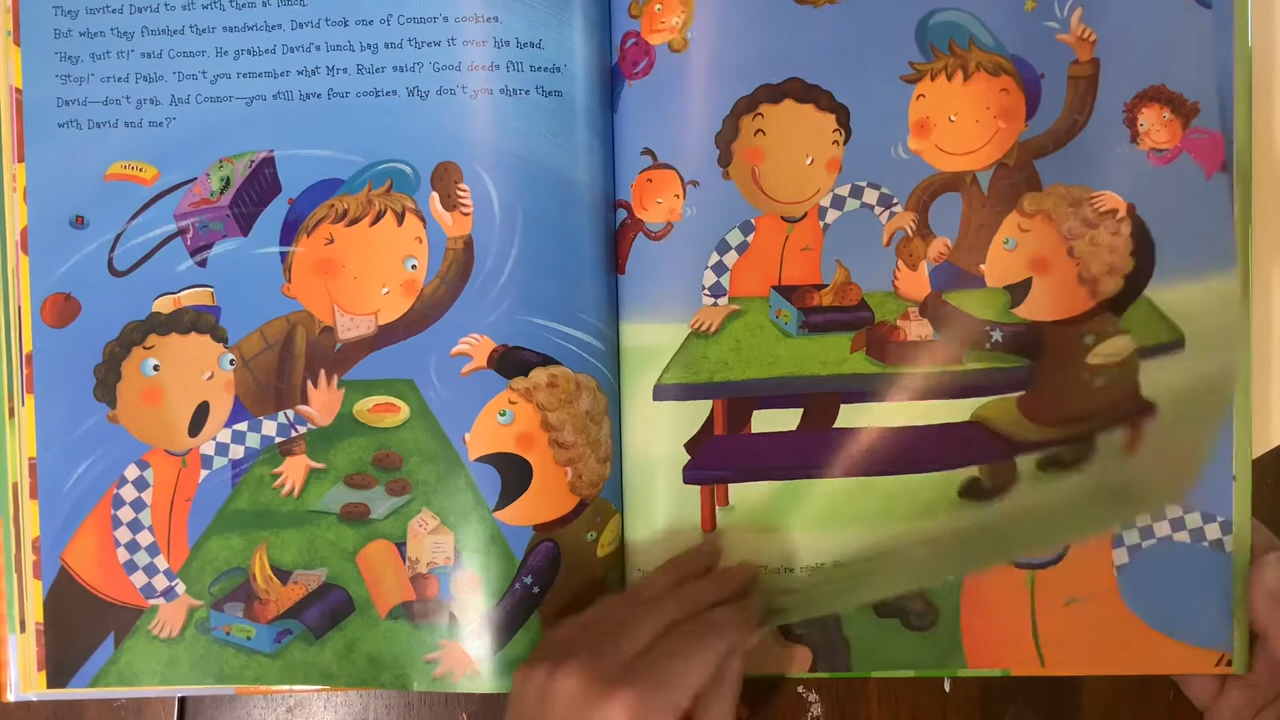 They invited David to sit with them at lunch.
But when they finished their sandwiches, David took one of Connor's cookies.
"Hey, quit it!" said Connor. He grabbed David's lunch bag and threw it over his head.
"Stop!" cried Pablo. "Don't you remember what Mrs. Ruler said? 'Good deeds fill needs.'
David—don't grab. And Connor—you still have four cookies. Why don't you share them
with David and me?"
"You're right